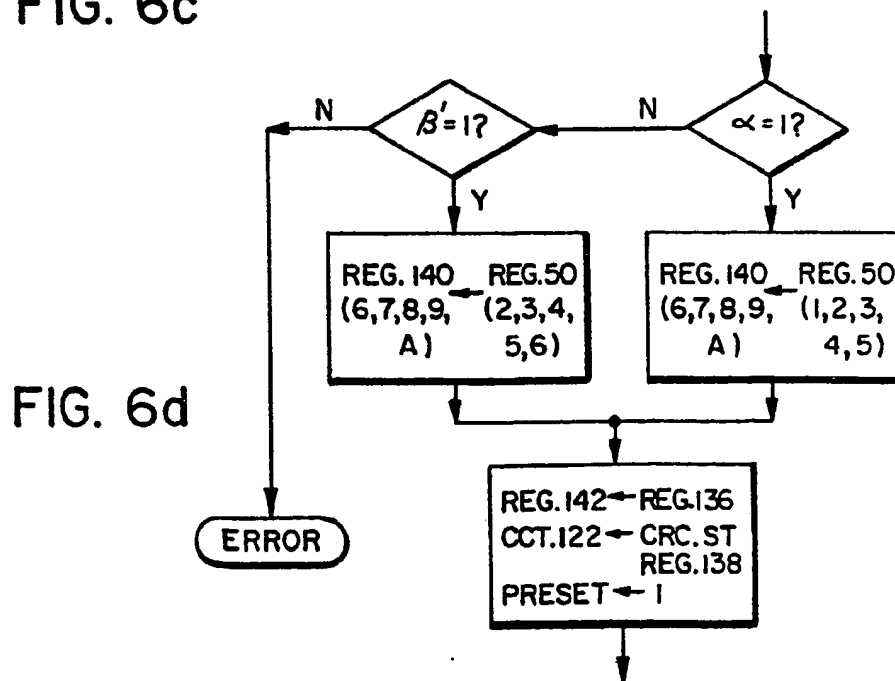 FIG. 6c
N
β'=1?
N
α=1?
Y
Y
REG.140 ← REG.50
(6,7,8,9, (2,3,4,
A) 5,6)
REG.140 ← REG.50
(6,7,8,9, (1,2,3,
A) 4,5)
FIG. 6d
ERROR
REG.142 ← REG.136
CCT.122 ← CRC.ST
REG.138
PRESET ← 1